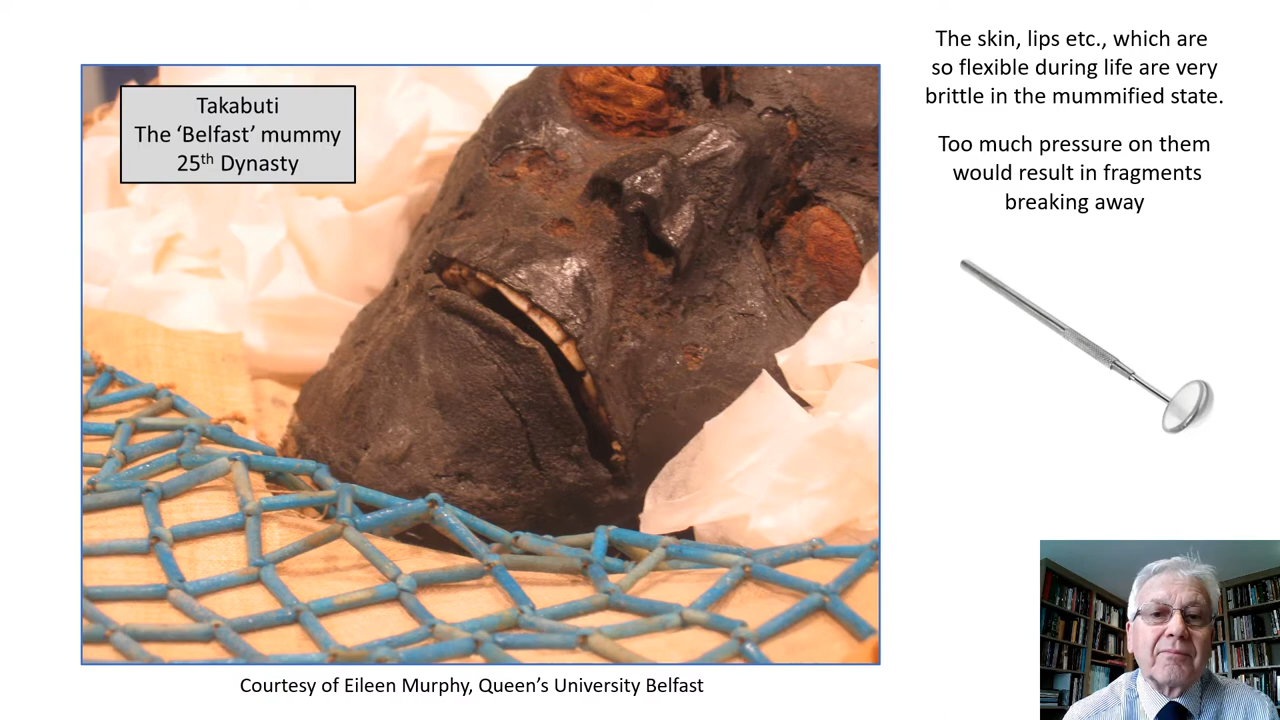 Takabuti
The ‘Belfast’ mummy
25th Dynasty
The skin, lips etc., which are
so flexible during life are very
brittle in the mummified state.
Too much pressure on them
would result in fragments
breaking away
Courtesy of Eileen Murphy, Queen’s University Belfast